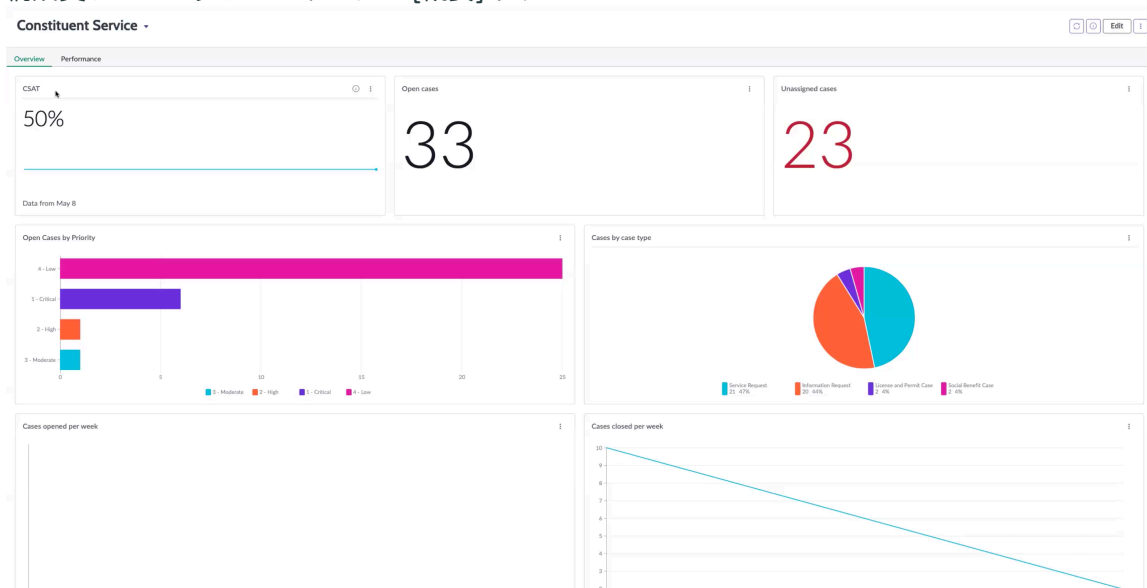 Constituent Service
Edit
Overview Performance
CSAT
50%
Data from May 8
Open cases
33
Unassigned cases
23
Open Cases by Priority
4 - Low
1 - Critical
2 - High
3 - Moderate
0 5 10 15 20 25
3 - Moderate 2 - High 1 - Critical 4 - Low
Cases by case type
Service Request
21 47%
Information Request
20 44%
License and Permit Case
2 4%
Social Benefit Case
2 4%
Cases opened per week
Cases closed per week
10
9
8
7
6
5
4
3